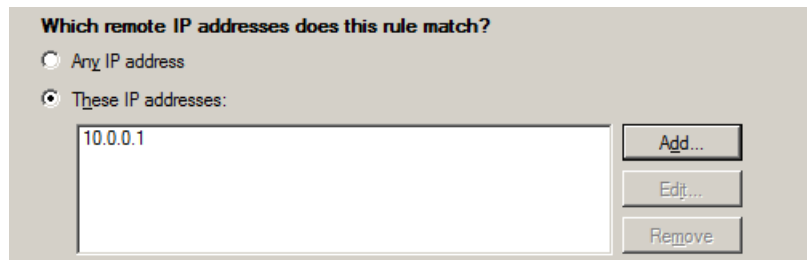 Which remote IP addresses does this rule match?
Any IP address
These IP addresses:
10.0.0.1
Add...
Edit...
Remove